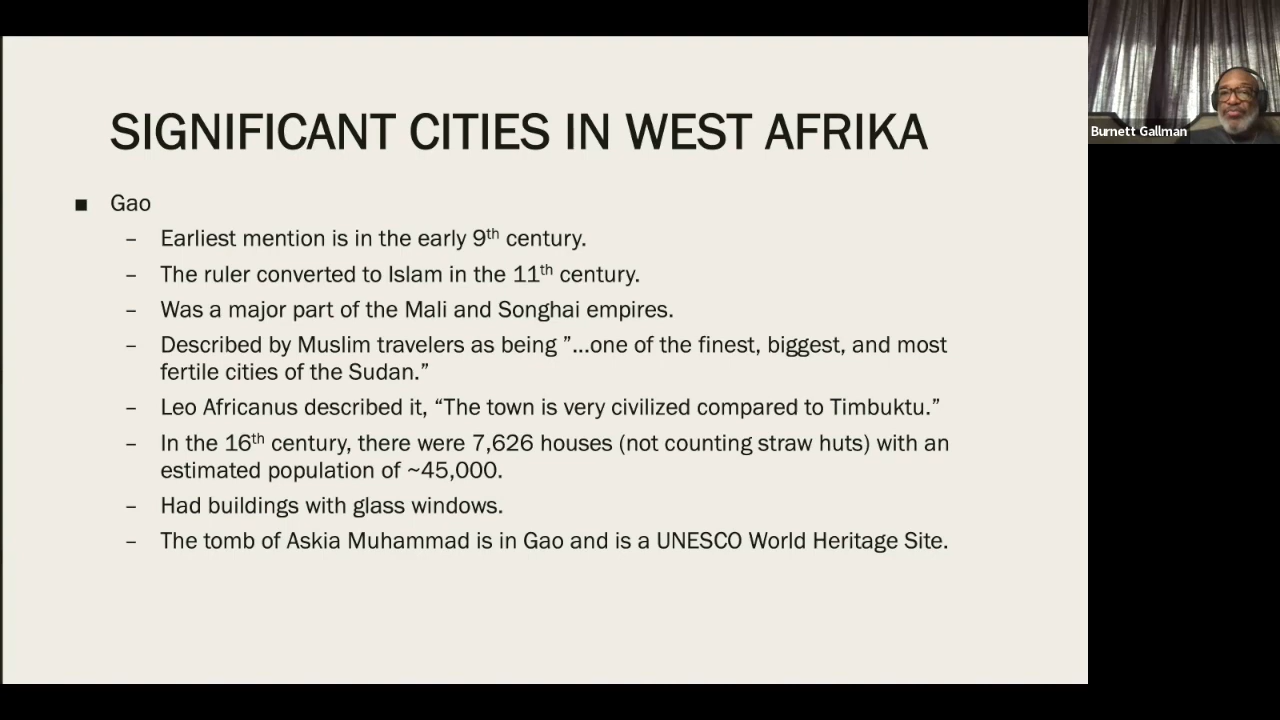 SIGNIFICANT CITIES IN WEST AFRIKA
■ Gao
– Earliest mention is in the early 9th century.
– The ruler converted to Islam in the 11th century.
– Was a major part of the Mali and Songhai empires.
– Described by Muslim travelers as being ”...one of the finest, biggest, and most
fertile cities of the Sudan.”
– Leo Africanus described it, “The town is very civilized compared to Timbuktu.”
– In the 16th century, there were 7,626 houses (not counting straw huts) with an
estimated population of ~45,000.
– Had buildings with glass windows.
– The tomb of Askia Muhammad is in Gao and is a UNESCO World Heritage Site.
Burnett Gallman